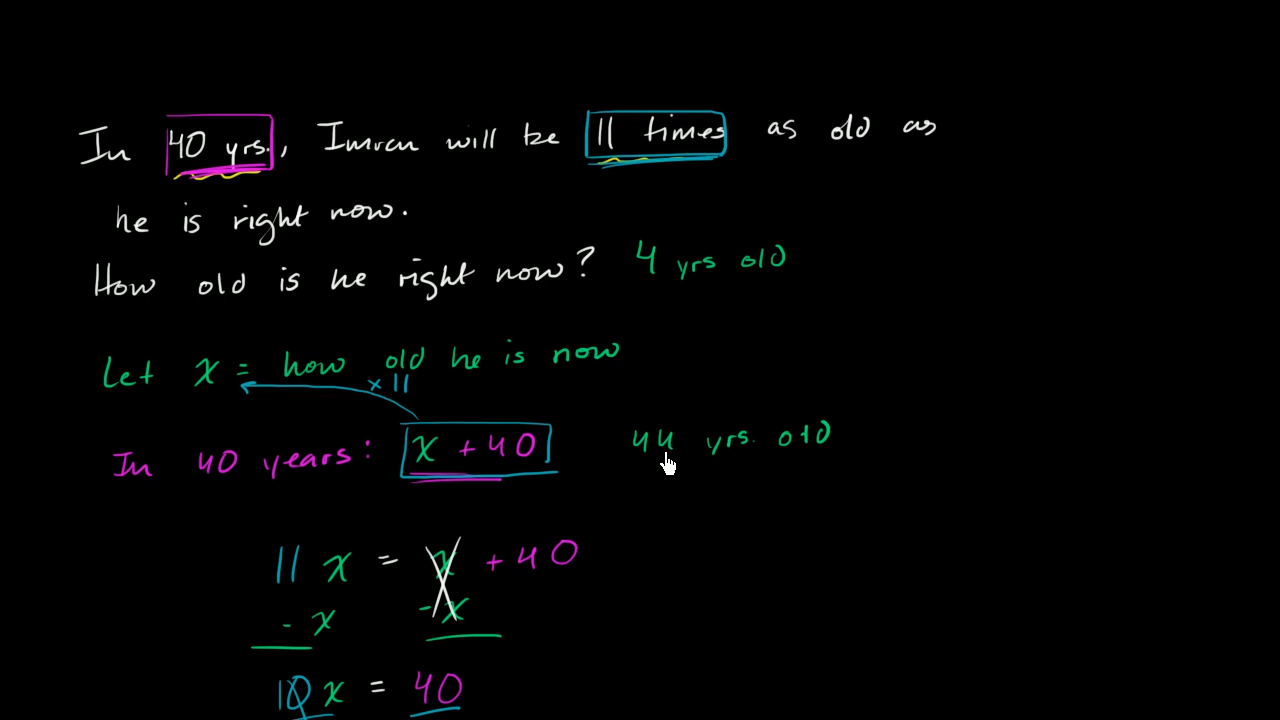 In 40 yrs., Imran will be 11 times as old as
he is right now.
How old is he right now? 4 yrs old
Let x = how old he is now
x 11
In 40 years: x + 40 44 yrs. old
11 x = x + 40
- x - x
10 x = 40